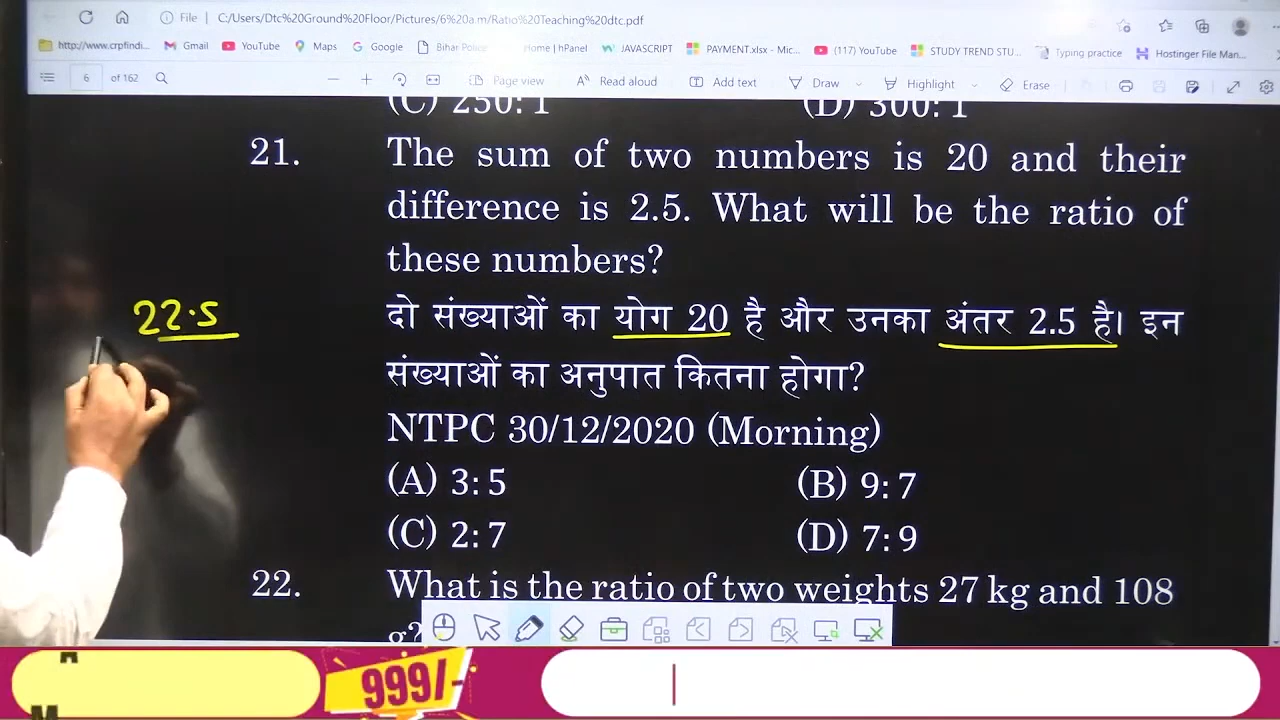 File C:/Users/Dtc%20Ground%20Floor/Pictures/6%20a.m/Ratio%20Teaching%20dtc.pdf
http://www.crpfindi... Gmail YouTube Maps Google Bihar Police Home | hPanel JAVASCRIPT PAYMENT.xlsx - Mic... (117) YouTube STUDY TREND STU... Typing practice Hostinger File Man...
6 of 162 Page view Read aloud Add text Draw Highlight Erase
(C) 250:1 (D) 300:1
21. The sum of two numbers is 20 and their
difference is 2.5. What will be the ratio of
these numbers?
22.5
दो संख्याओं का योग 20 है और उनका अंतर 2.5 है। इन
संख्याओं का अनुपात कितना होगा?
NTPC 30/12/2020 (Morning)
(A) 3:5 (B) 9:7
(C) 2:7 (D) 7:9
22. What is the ratio of two weights 27 kg and 108
g?
999/-